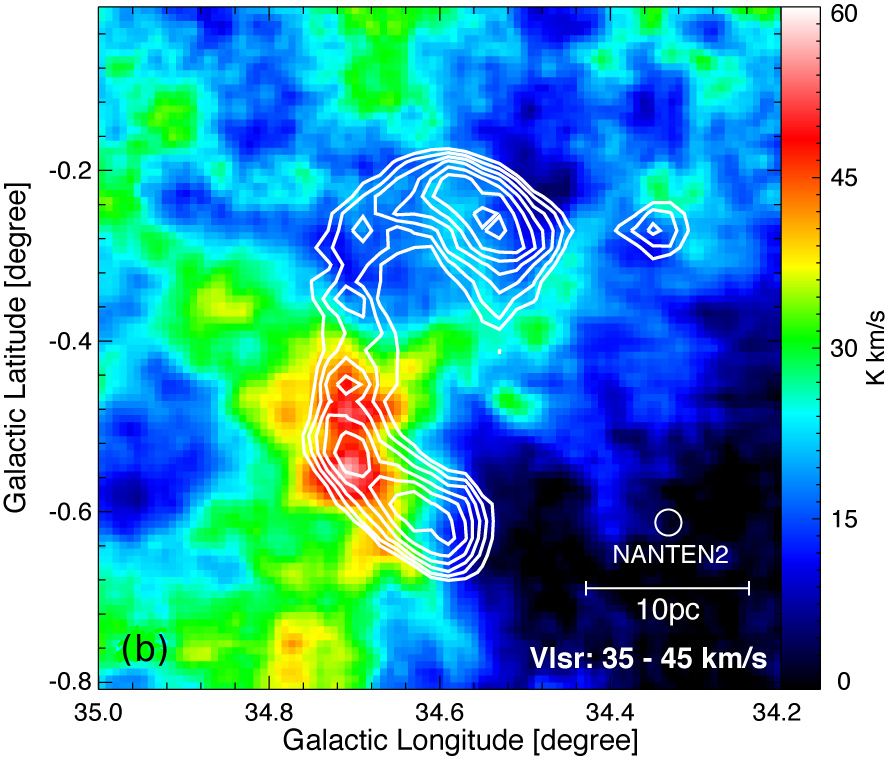 60
45
30
15
0
K km/s
-0.2
-0.4
-0.6
-0.8
Galactic Latitude [degree]
NANTEN2
10pc
(b)
Vlsr: 35 - 45 km/s
35.0 34.8 34.6 34.4 34.2
Galactic Longitude [degree]